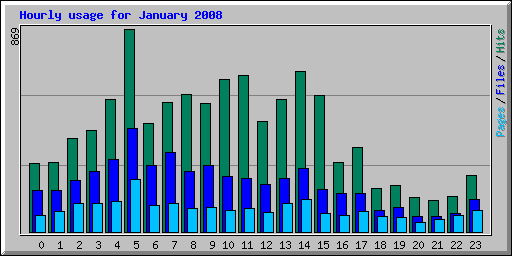 Hourly usage for January 2008
869
Pages / Files / Hits
0 1 2 3 4 5 6 7 8 9 10 11 12 13 14 15 16 17 18 19 20 21 22 23